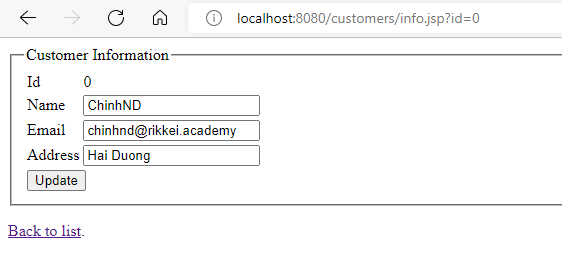 localhost:8080/customers/info.jsp?id=0
Customer Information
Id 0
Name ChinhND
Email chinhnd@rikkei.academy
Address Hai Duong
Update
Back to list.